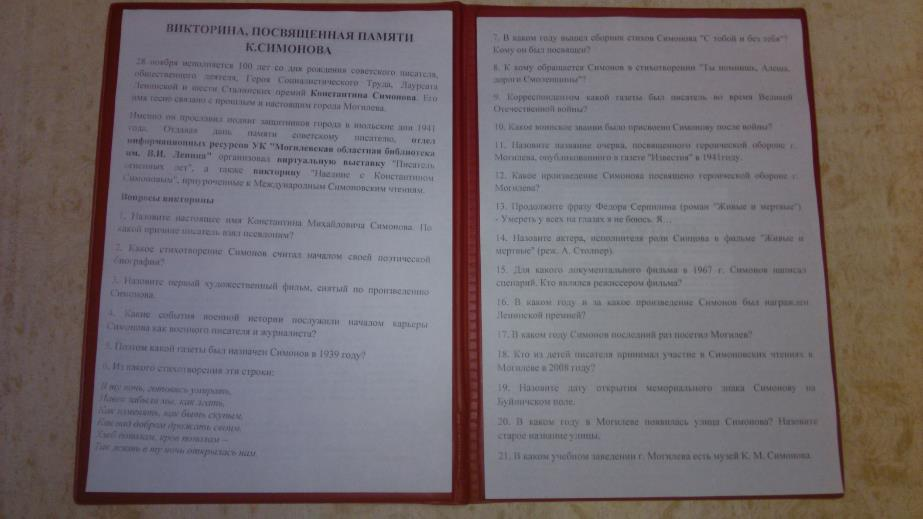 ВИКТОРИНА, ПОСВЯЩЕННАЯ ПАМЯТИ
К.СИМОНОВА
28 ноября исполняется 100 лет со дня рождения советского писателя,
общественного деятеля, Героя Социалистического Труда, Лауреата
Ленинской и шести Сталинских премий Константина Симонова. Его
имя тесно связано с прошлым и настоящим города Могилева.
Именно он прославил подвиг защитников города в июльские дни 1941
года. Отдавая дань памяти советскому писателю, отдел
информационных ресурсов УК "Могилевская областная библиотека
им. В.И. Ленина" организовал виртуальную выставку "Писатель
огненных лет", а также викторину "Наедине с Константином
Симоновым", приуроченные к Международным Симоновским чтениям.
Вопросы викторины
1. Назовите настоящее имя Константина Михайловича Симонова. По
какой причине писатель взял псевдоним?
2. Какое стихотворение Симонов считал началом своей поэтической
биографии?
3. Назовите первый художественный фильм, снятый по произведению
Симонова.
4. Какие события военной истории послужили началом карьеры
Симонова как военного писателя и журналиста?
5. Поэтом какой газеты был назначен Симонов в 1939 году?
6. Из какого стихотворения эти строки:
В ту ночь, готовясь умирать,
Навек забыли мы, как лгать,
Как изменять, как быть скупым,
Как над добром дрожать своим.
Хлеб пополам, кров пополам –
Так жизнь в ту ночь открылась нам.
7. В каком году вышел сборник стихов Симонова "С тобой и без тебя"?
Кому он был посвящен?
8. К кому обращается Симонов в стихотворении "Ты помнишь, Алеша,
дороги Смоленщины"?
9. Корреспондентом какой газеты был писатель во время Великой
Отечественной войны?
10. Какое воинское звание было присвоено Симонову после войны?
11. Назовите название очерка, посвященного героической обороне г.
Могилева, опубликованного в газете "Известия" в 1941году.
12. Какое произведение Симонова посвящено героической обороне г.
Могилева?
13. Продолжите фразу Федора Серпилина (роман "Живые и мертвые")
- Умереть у всех на глазах я не боюсь. Я…
14. Назовите актера, исполнителя роли Синцова в фильме "Живые и
мертвые" (реж. А. Столпер).
15. Для какого документального фильма в 1967 г. Симонов написал
сценарий. Кто являлся режиссером фильма?
16. В каком году и за какое произведение Симонов был награжден
Ленинской премией?
17. В каком году Симонов последний раз посетил Могилев?
18. Кто из детей писателя принимал участие в Симоновских чтениях в
Могилеве в 2008 году?
19. Назовите дату открытия мемориального знака Симонову на
Буйничском поле.
20. В каком году в Могилеве появилась улица Симонова? Назовите
старое название улицы.
21. В каком учебном заведении г. Могилева есть музей К. М. Симонова.